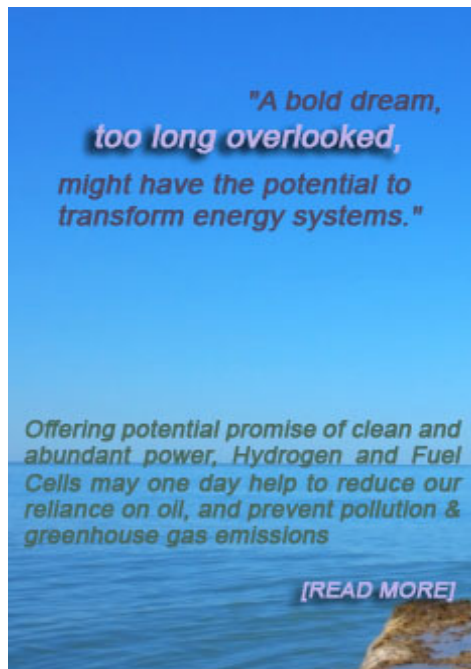 "A bold dream,
too long overlooked,
might have the potential to
transform energy systems."
Offering potential promise of clean and
abundant power, Hydrogen and Fuel
Cells may one day help to reduce our
reliance on oil, and prevent pollution &
greenhouse gas emissions
[READ MORE]